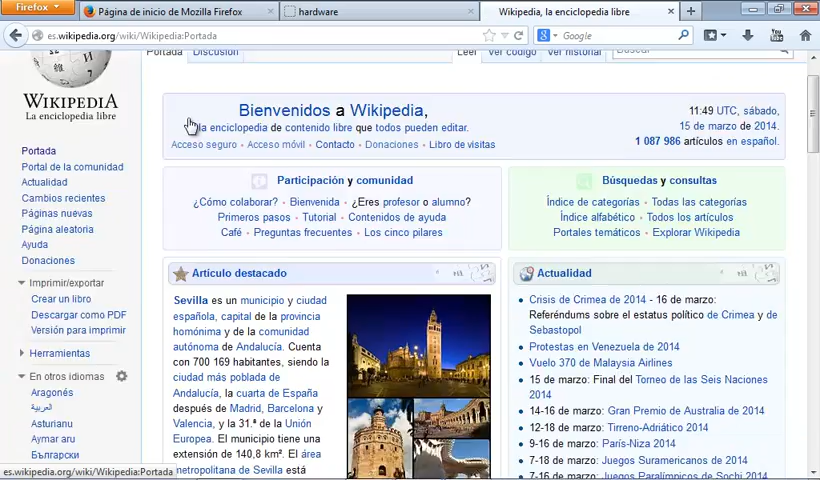 Firefox
Página de inicio de Mozilla Firefox
hardware
Wikipedia, la enciclopedia libre
es.wikipedia.org/wiki/Wikipedia:Portada
Google
Portada
Discusión
Leer
Ver código
Ver historial
Buscar
WIKIPEDIA
La enciclopedia libre
Portada
Portal de la comunidad
Actualidad
Cambios recientes
Páginas nuevas
Página aleatoria
Ayuda
Donaciones
Imprimir/exportar
Crear un libro
Descargar como PDF
Versión para imprimir
Herramientas
En otros idiomas
Aragonés
العربية
Asturianu
Aymar aru
Български
Bienvenidos a Wikipedia,
la enciclopedia de contenido libre que todos pueden editar.
Acceso seguro • Acceso móvil • Contacto • Donaciones • Libro de visitas
11:49 UTC, sábado,
15 de marzo de 2014.
1 087 986 artículos en español.
Participación y comunidad
¿Cómo colaborar? • Bienvenida • ¿Eres profesor o alumno?
Primeros pasos • Tutorial • Contenidos de ayuda
Café • Preguntas frecuentes • Los cinco pilares
Búsquedas y consultas
Índice de categorías • Todas las categorías
Índice alfabético • Todos los artículos
Portales temáticos • Explorar Wikipedia
Artículo destacado
Sevilla es un municipio y ciudad
española, capital de la provincia
homónima y de la comunidad
autónoma de Andalucía. Cuenta
con 700 169 habitantes, siendo la
ciudad más poblada de
Andalucía, la cuarta de España
después de Madrid, Barcelona y
Valencia, y la 31.ª de la Unión
Europea. El municipio tiene una
extensión de 140,8 km². El área
metropolitana de Sevilla está
Actualidad
Crisis de Crimea de 2014 - 16 de marzo:
Referéndums sobre el estatus político de Crimea y de
Sebastopol
Protestas en Venezuela de 2014
Vuelo 370 de Malaysia Airlines
15 de marzo: Final del Torneo de las Seis Naciones
2014
14-16 de marzo: Gran Premio de Australia de 2014
12-18 de marzo: Tirreno-Adriático 2014
9-16 de marzo: París-Niza 2014
7-18 de marzo: Juegos Suramericanos de 2014
7-16 de marzo: Juegos Paralímpicos de Sochi 2014
es.wikipedia.org/wiki/Wikipedia:Portada